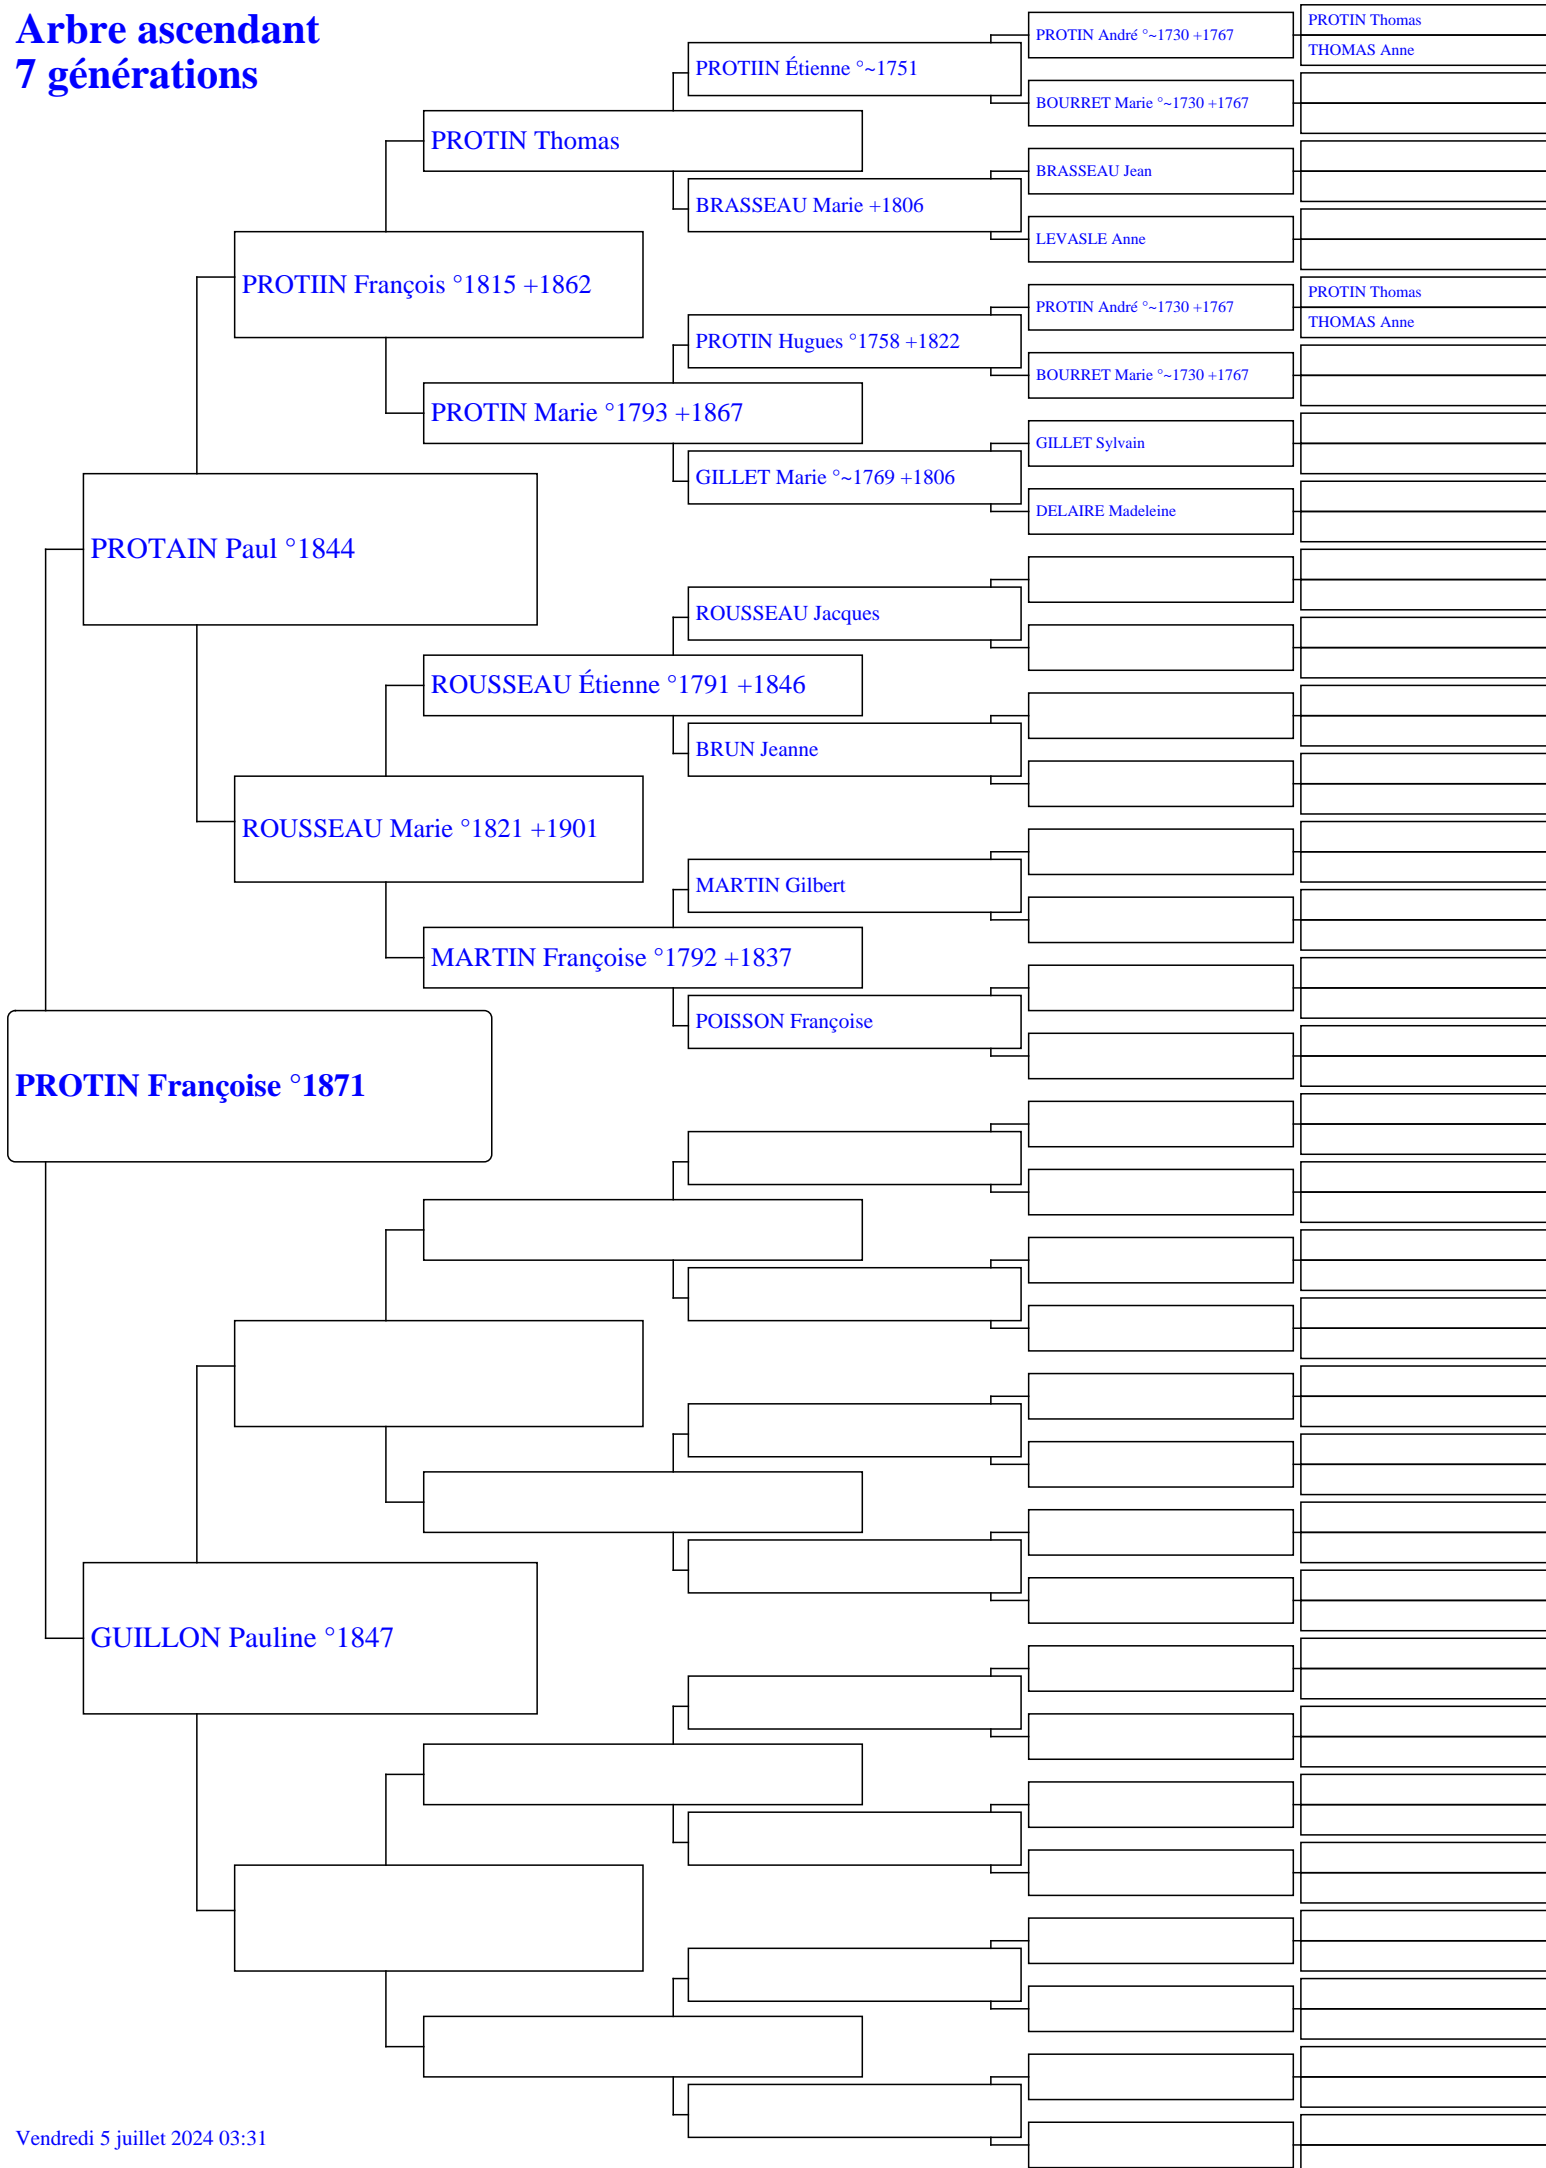 Arbre ascendant
7 générations
PROTIN Thomas
THOMAS Anne
PROTIN André °~1730 +1767
PROTIIN Étienne °~1751
BOURRET Marie °~1730 +1767
PROTIN Thomas
BRASSEAU Jean
BRASSEAU Marie +1806
LEVASLE Anne
PROTIIN François °1815 +1862
PROTIN Thomas
THOMAS Anne
PROTIN André °~1730 +1767
PROTIN Hugues °1758 +1822
BOURRET Marie °~1730 +1767
PROTIN Marie °1793 +1867
GILLET Sylvain
GILLET Marie °~1769 +1806
DELAIRE Madeleine
PROTAIN Paul °1844
ROUSSEAU Jacques
ROUSSEAU Étienne °1791 +1846
BRUN Jeanne
ROUSSEAU Marie °1821 +1901
MARTIN Gilbert
MARTIN Françoise °1792 +1837
POISSON Françoise
PROTIN Françoise °1871
GUILLON Pauline °1847
Vendredi 5 juillet 2024 03:31